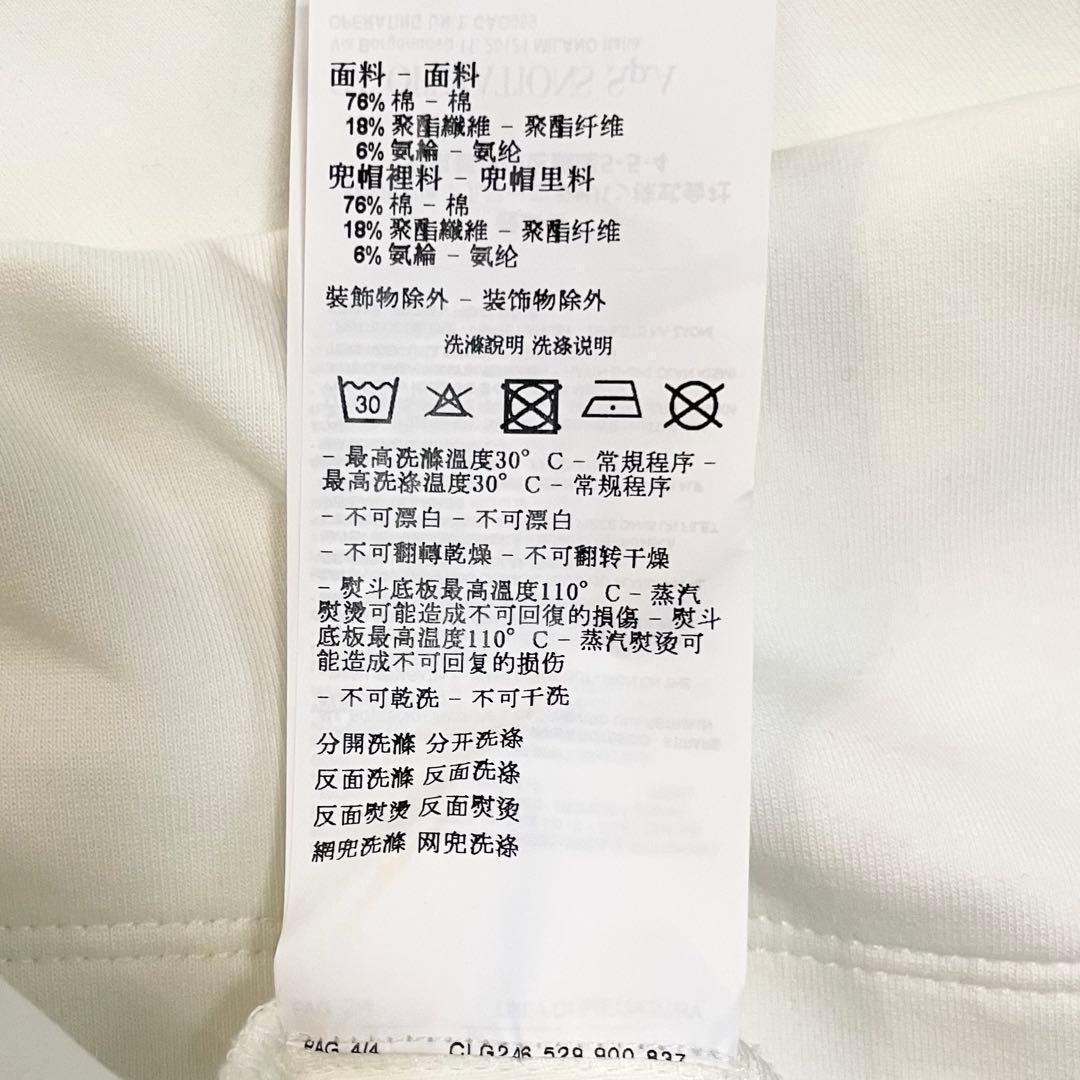 面料 - 面料
76% 棉 - 棉
18% 聚酯纖維 - 聚酯纤维
6% 氨綸 - 氨纶
兜帽裡料 - 兜帽里料
76% 棉 - 棉
18% 聚酯纖維 - 聚酯纤维
6% 氨綸 - 氨纶
裝飾物除外 - 装饰物除外
洗滌說明 洗涤说明
30
- 最高洗滌溫度30° C - 常規程序 -
最高洗涤温度30° C - 常规程序
- 不可漂白 - 不可漂白
- 不可翻轉乾燥 - 不可翻转干燥
- 熨斗底板最高溫度110° C - 蒸汽
熨燙可能造成不可回復的損傷 - 熨斗
底板最高温度110° C - 蒸汽熨烫可
能造成不可回复的损伤
- 不可乾洗 - 不可干洗
分開洗滌 分开洗涤
反面洗滌 反面洗涤
反面熨燙 反面熨烫
網兜洗滌 网兜洗涤
PAG 4/4 CLG246 529 900 837